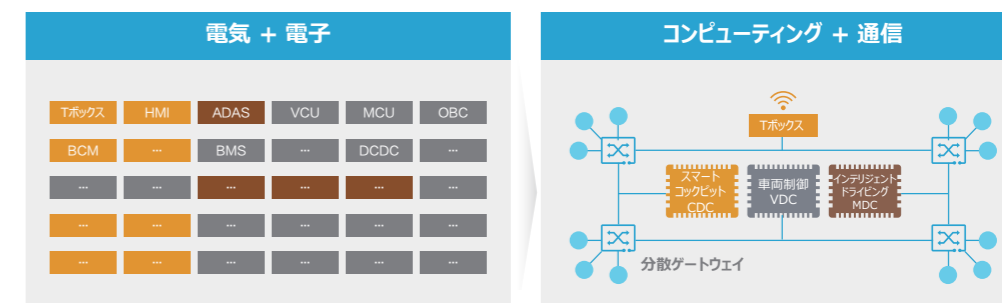 電気 + 電子
Tボックス HMI ADAS VCU MCU OBC
BCM ... BMS ... DCDC ...
... ... ... ... ... ...
... ... ... ... ... ...
... ... ... ... ... ...
コンピューティング + 通信
Tボックス
スマート
コックピット
CDC
車両制御
VDC
インテリジェント
ドライビング
MDC
分散ゲートウェイ